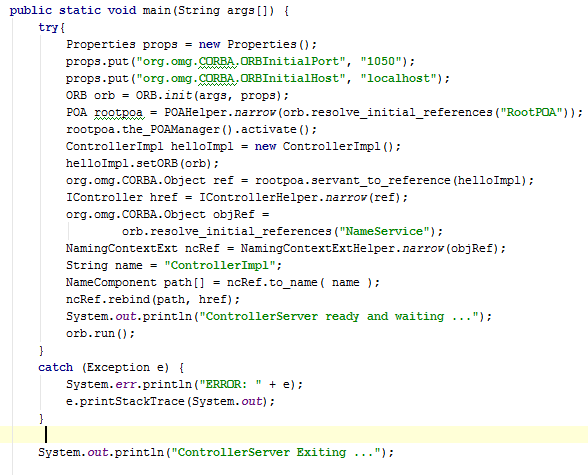 public static void main(String args[]) {
try{
Properties props = new Properties();
props.put("org.omg.CORBA.ORBInitialPort", "1050");
props.put("org.omg.CORBA.ORBInitialHost", "localhost");
ORB orb = ORB.init(args, props);
POA rootpoa = POAHelper.narrow(orb.resolve_initial_references("RootPOA"));
rootpoa.the_POAManager().activate();
ControllerImpl helloImpl = new ControllerImpl();
helloImpl.setORB(orb);
org.omg.CORBA.Object ref = rootpoa.servant_to_reference(helloImpl);
IController href = IControllerHelper.narrow(ref);
org.omg.CORBA.Object objRef =
orb.resolve_initial_references("NameService");
NamingContextExt ncRef = NamingContextExtHelper.narrow(objRef);
String name = "ControllerImpl";
NameComponent path[] = ncRef.to_name( name );
ncRef.rebind(path, href);
System.out.println("ControllerServer ready and waiting ...");
orb.run();
}
catch (Exception e) {
System.err.println("ERROR: " + e);
e.printStackTrace(System.out);
}
System.out.println("ControllerServer Exiting ...");